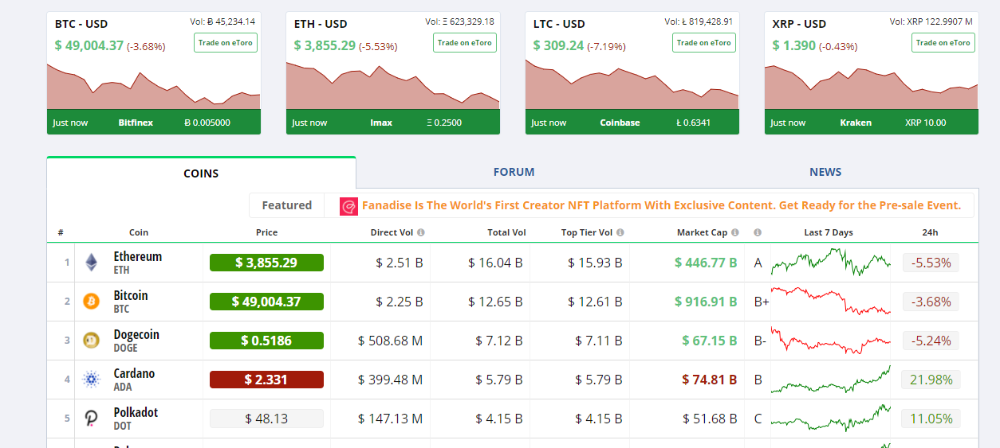 BTC - USD Vol: Ƀ 45,234.14
$ 49,004.37 (-3.68%) Trade on eToro
Just now Bitfinex Ƀ 0.005000
ETH - USD Vol: Ξ 623,329.18
$ 3,855.29 (-5.53%) Trade on eToro
Just now lmax Ξ 0.2500
LTC - USD Vol: Ł 819,428.91
$ 309.24 (-7.19%) Trade on eToro
Just now Coinbase Ł 0.6341
XRP - USD Vol: XRP 122.9907 M
$ 1.390 (-0.43%) Trade on eToro
Just now Kraken XRP 10.00
COINS FORUM NEWS
Featured Fanadise Is The World's First Creator NFT Platform With Exclusive Content. Get Ready for the Pre-sale Event.
# Coin Price Direct Vol Total Vol Top Tier Vol Market Cap Last 7 Days 24h
1 Ethereum ETH $ 3,855.29 $ 2.51 B $ 16.04 B $ 15.93 B $ 446.77 B A -5.53%
2 Bitcoin BTC $ 49,004.37 $ 2.25 B $ 12.65 B $ 12.61 B $ 916.91 B B+ -3.68%
3 Dogecoin DOGE $ 0.5186 $ 508.68 M $ 7.12 B $ 7.11 B $ 67.15 B B- -5.24%
4 Cardano ADA $ 2.331 $ 399.48 M $ 5.79 B $ 5.79 B $ 74.81 B B 21.98%
5 Polkadot DOT $ 48.13 $ 147.13 M $ 4.15 B $ 4.15 B $ 51.68 B C 11.05%